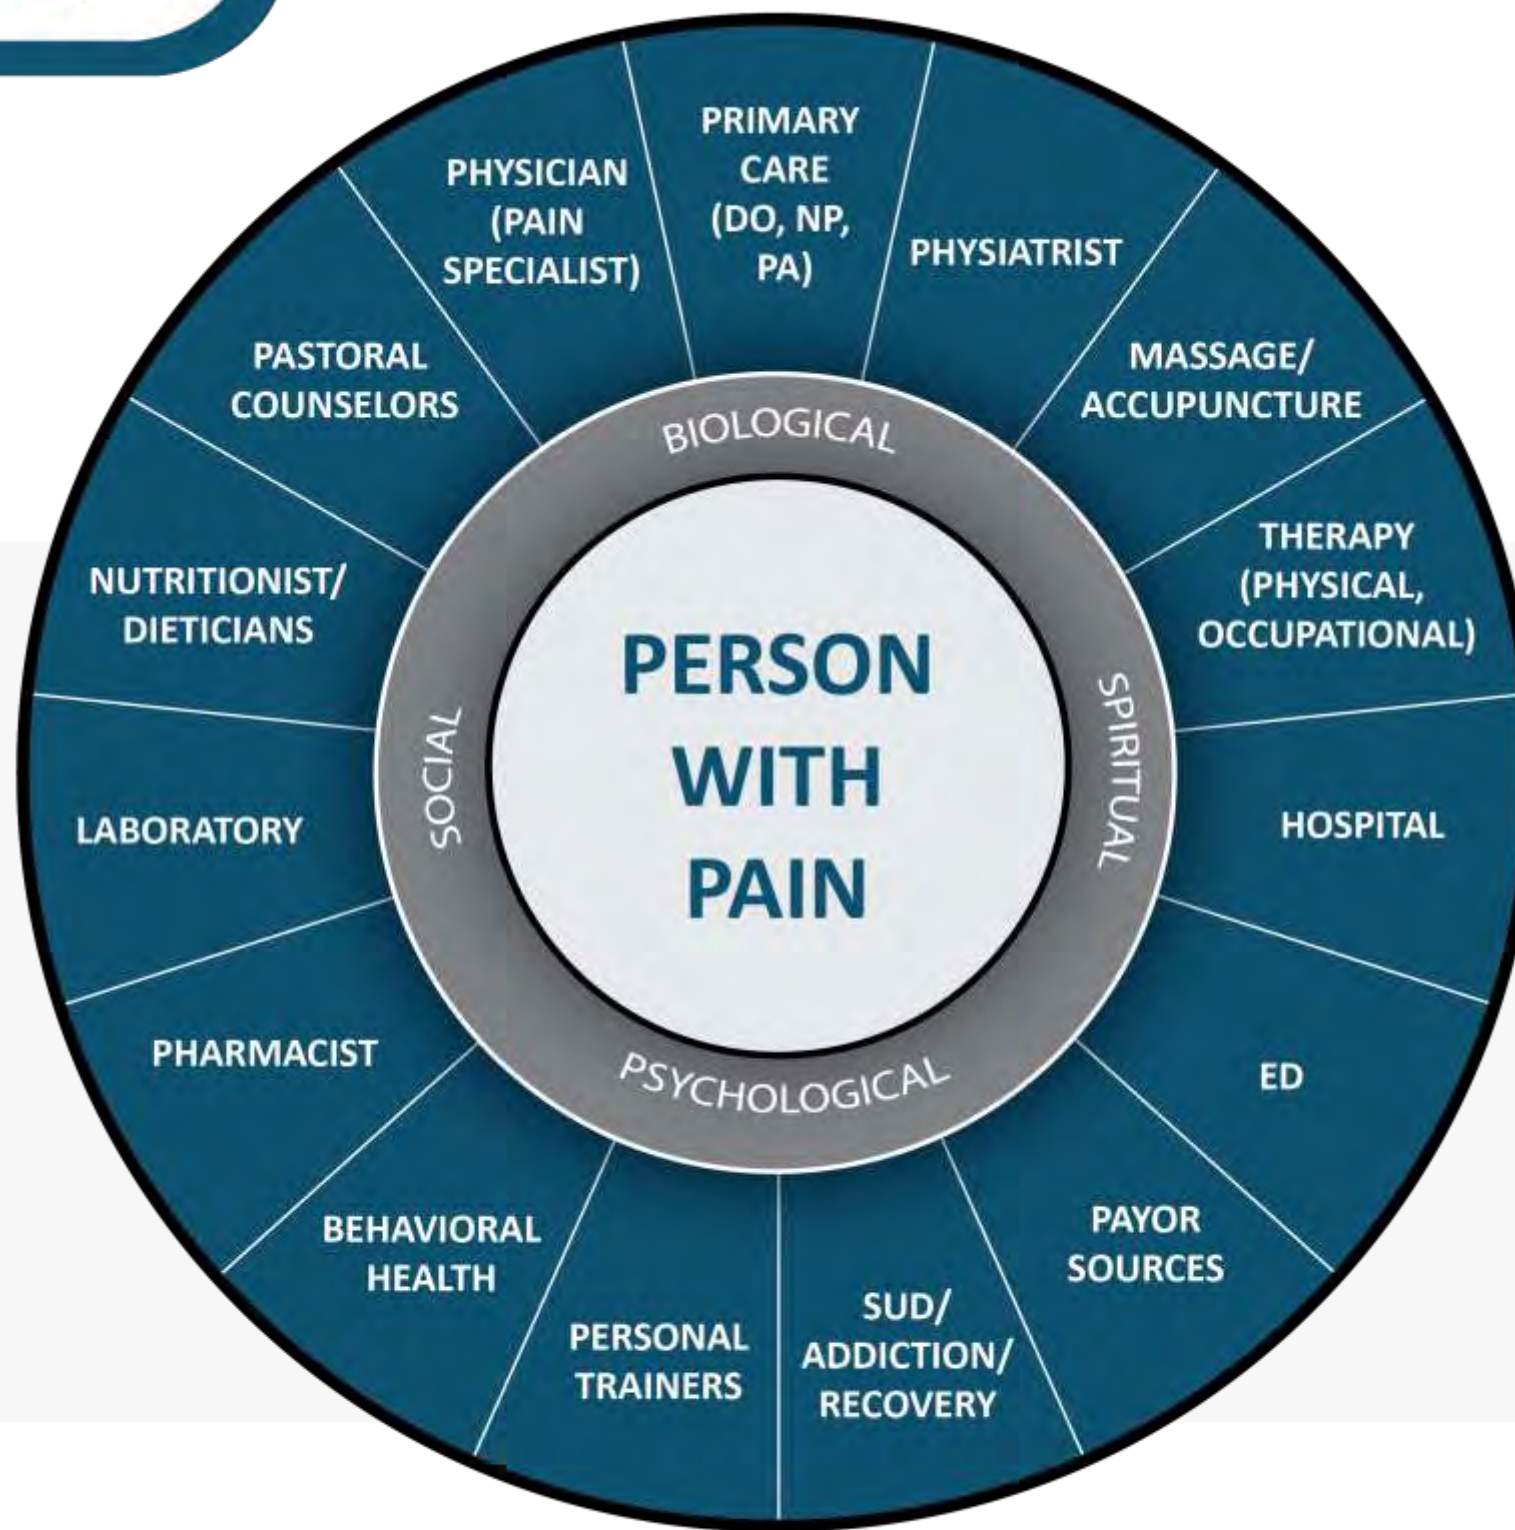 PRIMARY
CARE
(DO, NP,
PA)
PHYSIATRIST
MASSAGE/
ACCUPUNCTURE
THERAPY
(PHYSICAL,
OCCUPATIONAL)
HOSPITAL
ED
PAYOR
SOURCES
SUD/
ADDICTION/
RECOVERY
PERSONAL
TRAINERS
BEHAVIORAL
HEALTH
PHARMACIST
LABORATORY
NUTRITIONIST/
DIETICIANS
PASTORAL
COUNSELORS
PHYSICIAN
(PAIN
SPECIALIST)
BIOLOGICAL
SPIRITUAL
PSYCHOLOGICAL
SOCIAL
PERSON
WITH
PAIN